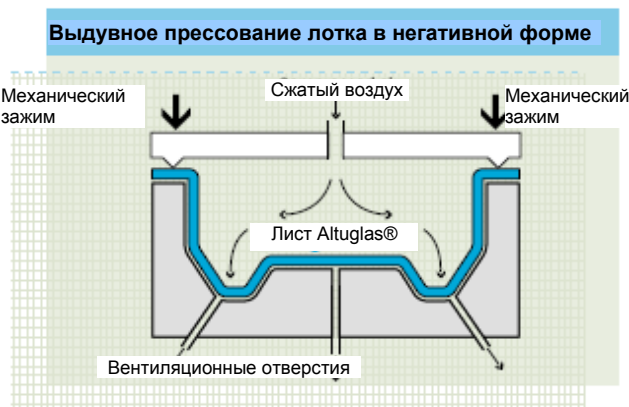 Выдувное прессование лотка в негативной форме
Сжатый воздух
Механический
зажим
Механический
зажим
Лист Altuglas®
Вентиляционные отверстия